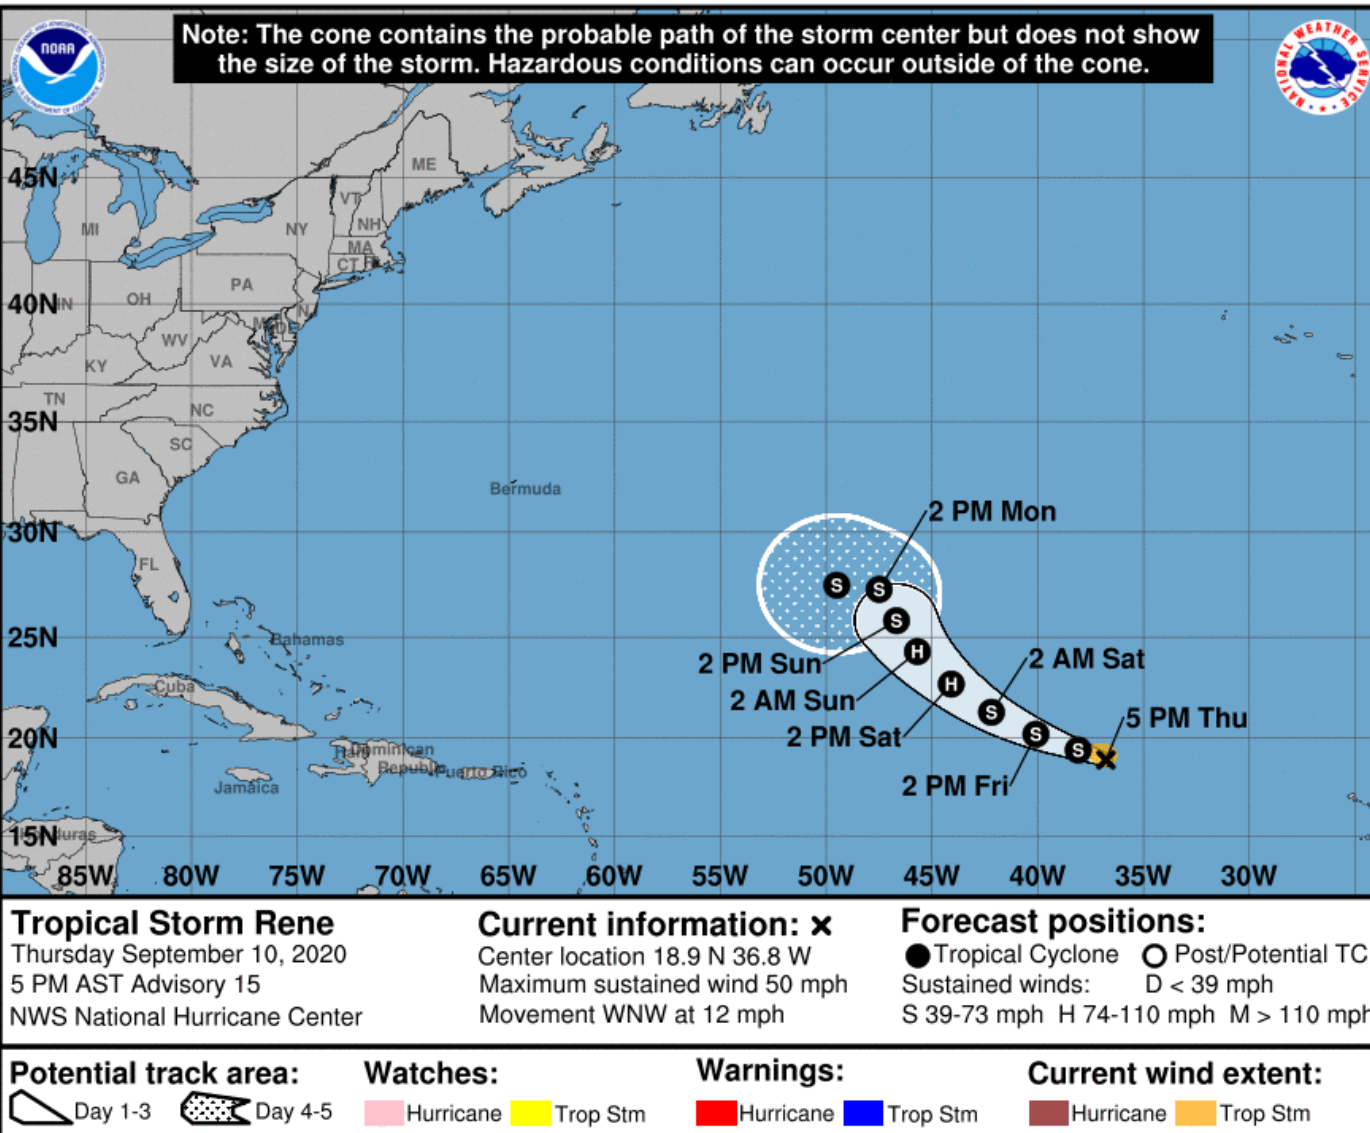 Note: The cone contains the probable path of the storm center but does not show
the size of the storm. Hazardous conditions can occur outside of the cone.
NOAA
NATIONAL WEATHER SERVICE
ME
45N
VT
MI
NY
NH
MA
CT
PA
40N
IN
OH
WV
VA
KY
TN
NC
35N
SC
GA
Bermuda
2 PM Mon
30N
FL
25N
Bahamas
2 PM Sun
2 AM Sat
2 AM Sun
Cuba
2 PM Sat
5 PM Thu
20N
Dominican
Republic
Puerto Rico
2 PM Fri
Jamaica
S
S
S
H
H
S
S
S
15N
85W 80W 75W 70W 65W 60W 55W 50W 45W 40W 35W 30W
Tropical Storm Rene
Thursday September 10, 2020
5 PM AST Advisory 15
NWS National Hurricane Center
Current information: ×
Center location 18.9 N 36.8 W
Maximum sustained wind 50 mph
Movement WNW at 12 mph
Forecast positions:
Tropical Cyclone Post/Potential TC
Sustained winds: D < 39 mph
S 39-73 mph H 74-110 mph M > 110 mph
Potential track area:
Day 1-3 Day 4-5
Watches:
Hurricane Trop Stm
Warnings:
Hurricane Trop Stm
Current wind extent:
Hurricane Trop Stm